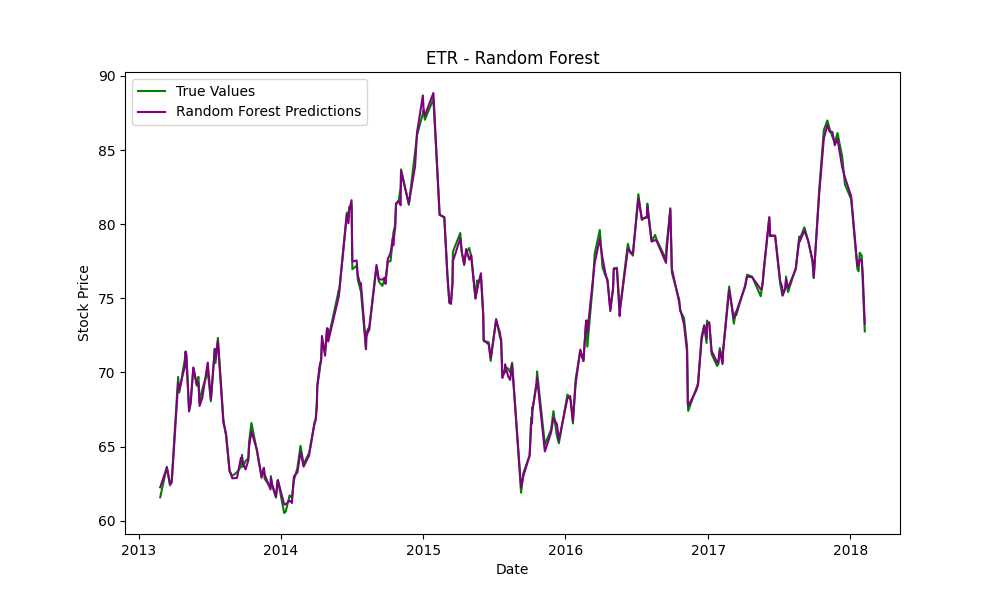 ETR - Random Forest
True Values
Random Forest Predictions
Stock Price
90
85
80
75
70
65
60
2013
2014
2015
2016
2017
2018
Date